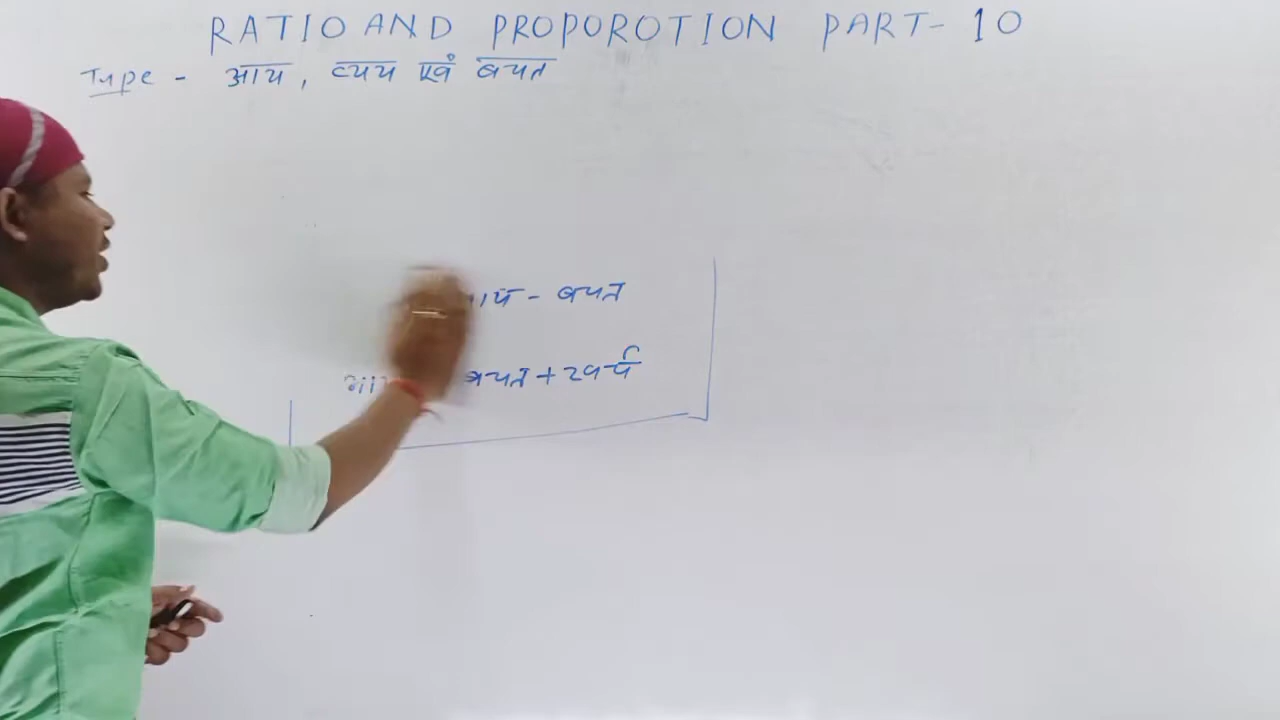 RATIO AND PROPOROTION PART- 10
Type - आय, व्यय एवं बचत
- बचत
बचत + खर्च